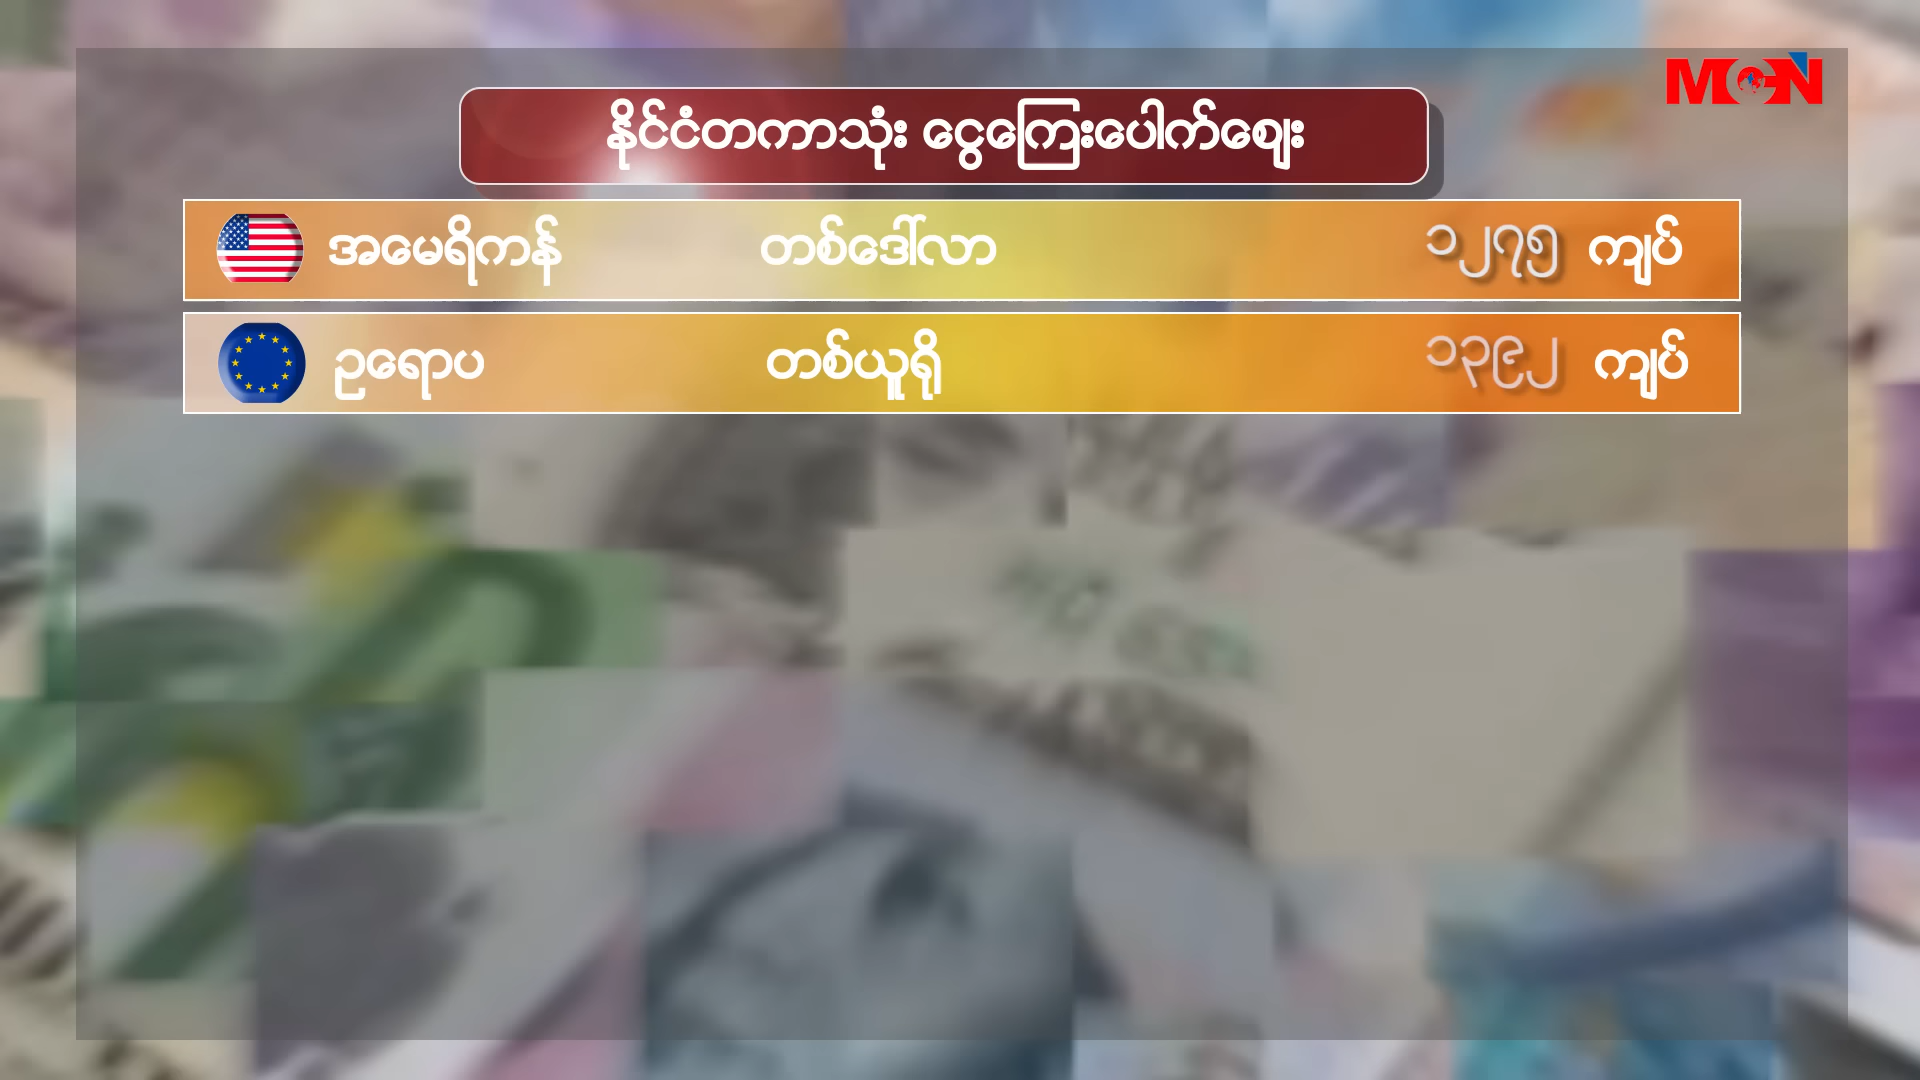 MGN
နိုင်ငံတကာသုံး ငွေကြေးပေါက်ဈေး
အမေရိကန် တစ်ဒေါ်လာ ၁၂၇၅ ကျပ်
ဥရောပ တစ်ယူရို ၁၃၉၂ ကျပ်